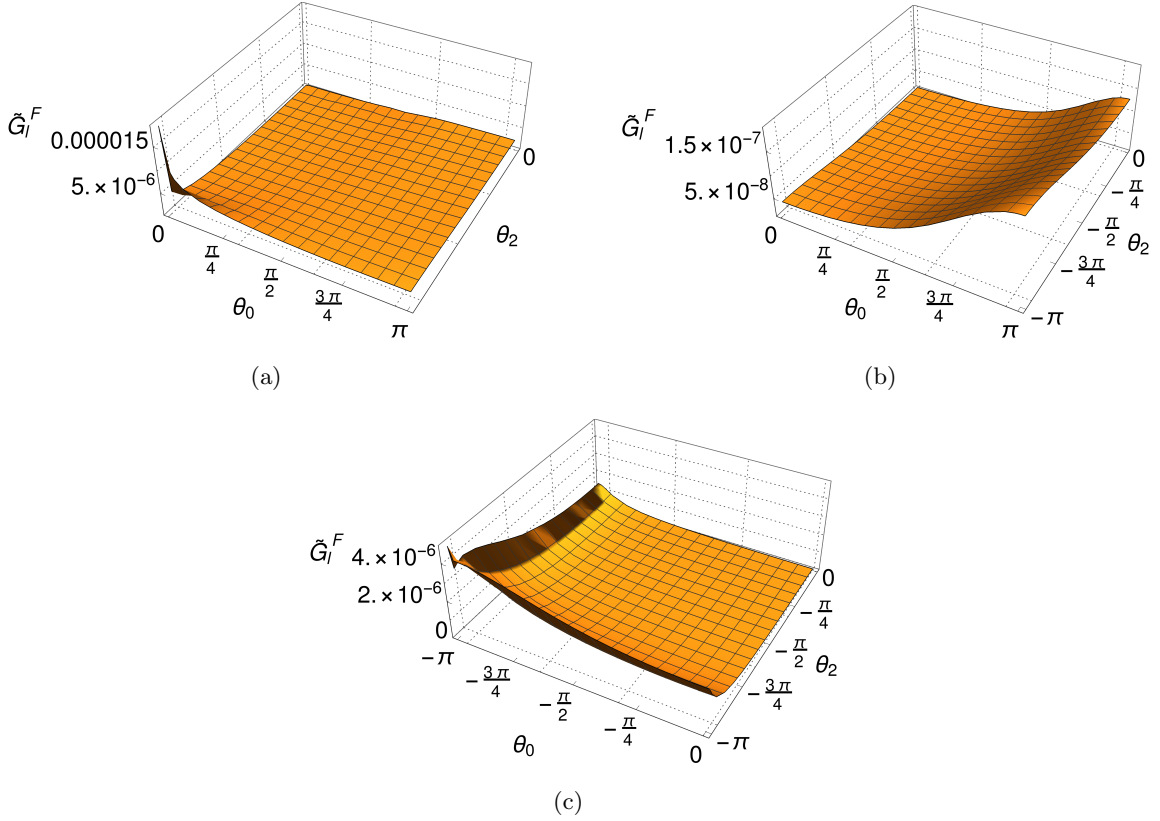 G̃ₗ^F
0.000015
5.×10⁻⁶
0
π/4
π/2
3π/4
π
θ₀
0
θ₂
(a)
G̃ₗ^F
1.5×10⁻⁷
5.×10⁻⁸
0
π/4
π/2
3π/4
π
θ₀
0
-π/4
-π/2
-3π/4
-π
θ₂
(b)
G̃ₗ^F
4.×10⁻⁶
2.×10⁻⁶
0
-π
-3π/4
-π/2
-π/4
0
θ₀
0
-π/4
-π/2
-3π/4
-π
θ₂
(c)